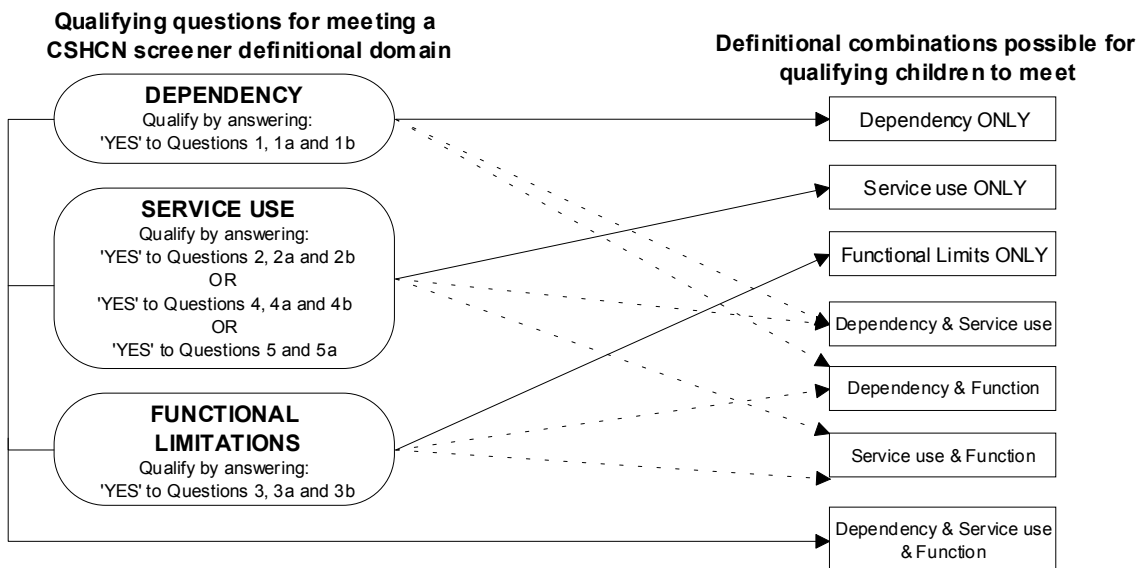 Qualifying questions for meeting a
CSHCN screener definitional domain
DEPENDENCY
Qualify by answering:
'YES' to Questions 1, 1a and 1b
SERVICE USE
Qualify by answering:
'YES' to Questions 2, 2a and 2b
OR
'YES' to Questions 4, 4a and 4b
OR
'YES' to Questions 5 and 5a
FUNCTIONAL
LIMITATIONS
Qualify by answering:
'YES' to Questions 3, 3a and 3b
Definitional combinations possible for
qualifying children to meet
Dependency ONLY
Service use ONLY
Functional Limits ONLY
Dependency & Service use
Dependency & Function
Service use & Function
Dependency & Service use
& Function